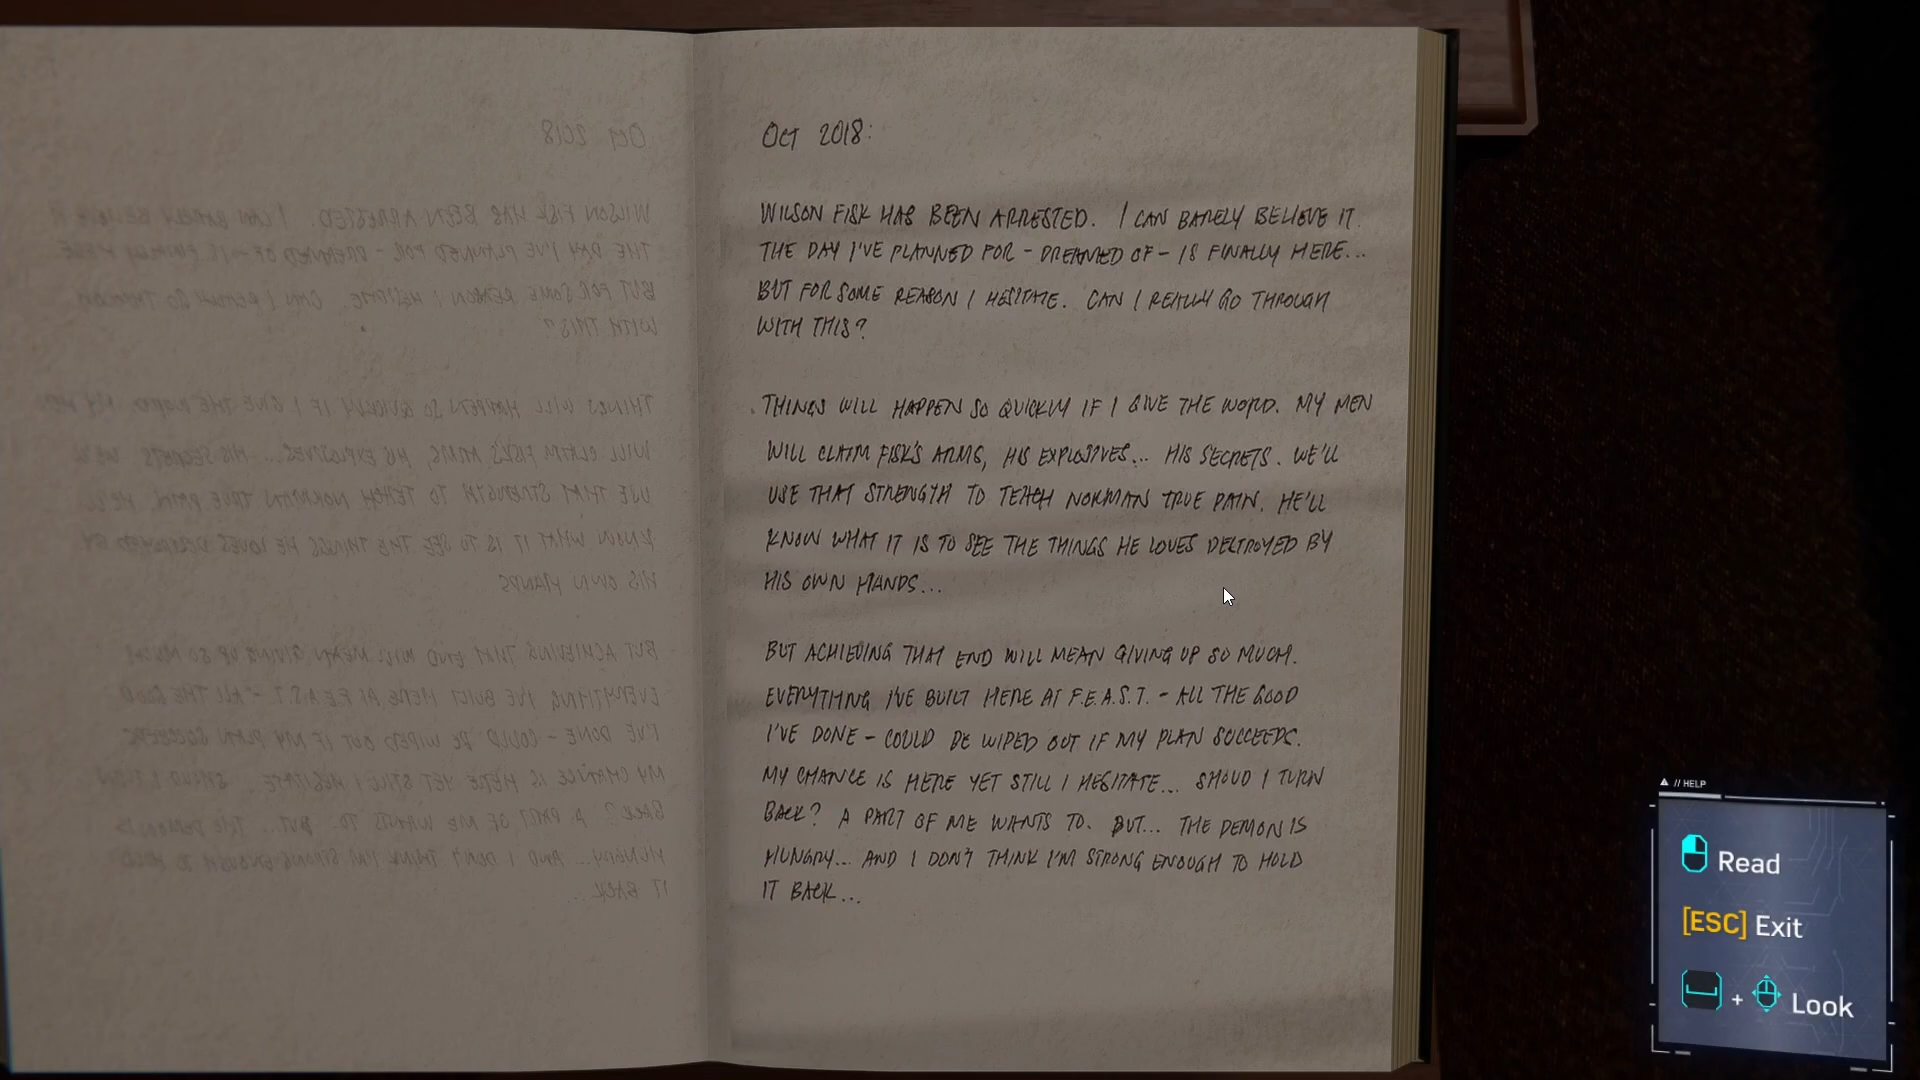 Oct 2018:
WILSON FISK HAS BEEN ARRESTED. I CAN BARELY BELIEVE IT.
THE DAY I'VE PLANNED FOR - DREAMED OF - IS FINALLY HERE...
BUT FOR SOME REASON I HESITATE. CAN I REALLY GO THROUGH
WITH THIS?
THINGS WILL HAPPEN SO QUICKLY IF I GIVE THE WORD. MY MEN
WILL CLAIM FISK'S ARMS, HIS EXPLOSIVES... HIS SECRETS. WE'LL
USE THAT STRENGTH TO TEACH NORMAN TRUE PAIN. HE'LL
KNOW WHAT IT IS TO SEE THE THINGS HE LOVES DESTROYED BY
HIS OWN HANDS...
BUT ACHIEVING THAT END WILL MEAN GIVING UP SO MUCH.
EVERYTHING I'VE BUILT HERE AT F.E.A.S.T. - ALL THE GOOD
I'VE DONE - COULD BE WIPED OUT IF MY PLAN SUCCEEDS.
MY CHANCE IS HERE YET STILL I HESITATE... SHOUD I TURN
BACK? A PART OF ME WANTS TO. BUT... THE DEMON IS
HUNGRY... AND I DON'T THINK I'M STRONG ENOUGH TO HOLD
IT BACK...
// HELP
Read
[ESC] Exit
+ Look